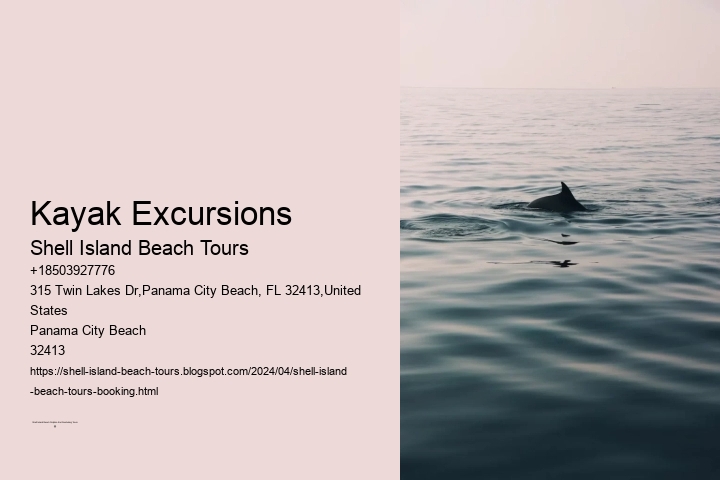 Kayak Excursions
Shell Island Beach Tours
+18503927776
315 Twin Lakes Dr,Panama City Beach, FL 32413,United
States
Panama City Beach
32413
https://shell-island-beach-tours.blogspot.com/2024/04/shell-island
-beach-tours-booking.html